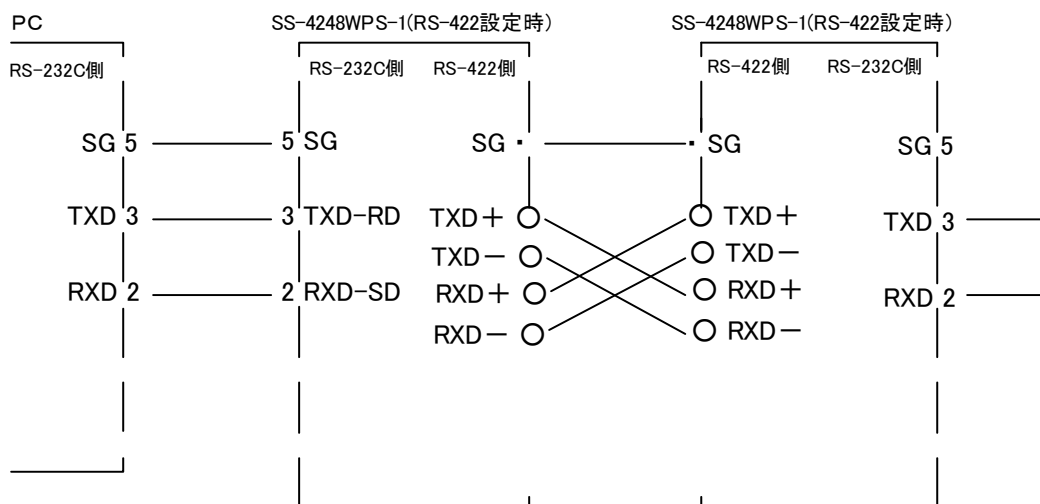 PC SS-4248WPS-1(RS-422設定時) SS-4248WPS-1(RS-422設定時)
RS-232C側 RS-232C側 RS-422側 RS-422側 RS-232C側
SG 5 5 SG SG · · SG SG 5
TXD 3 3 TXD-RD TXD+ TXD+ TXD 3
TXD- TXD-
RXD 2 2 RXD-SD RXD+ RXD+ RXD 2
RXD- RXD-